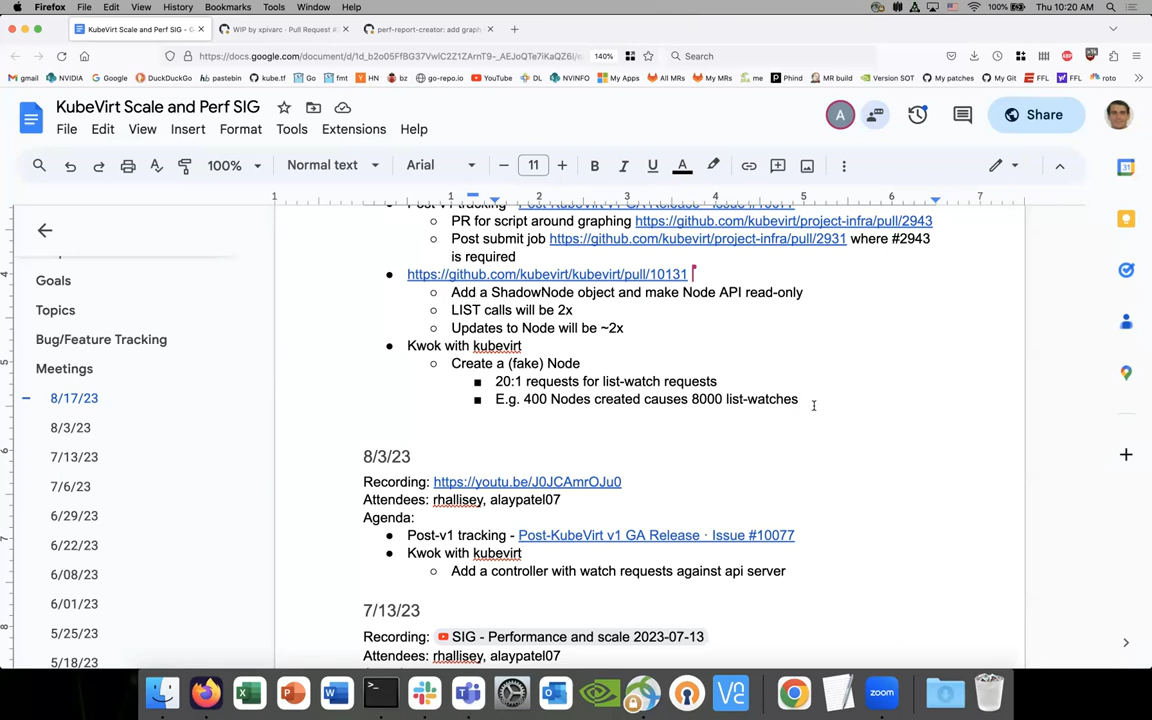 Firefox File Edit View History Bookmarks Tools Window Help 100% Thu 10:20 AM
KubeVirt Scale and Perf SIG - G WIP by xpivarc · Pull Request # perf-report-creator: add grap
https://docs.google.com/document/d/1d_b2o05FfBG37VwlC2Z1ZArnT9-_AEJoQTe7iKaQZ6I/e 140% Search
gmail NVIDIA Google DuckDuckGo pastebin kube.tf Go fmt HN bz go-repo.io YouTube DL NVINFO My Apps All MRs My MRs me Phind MR build Version SOT My patches My Git FFL FFL roto
KubeVirt Scale and Perf SIG
Share
File Edit View Insert Format Tools Extensions Help
100% Normal text Arial 11
1 1 2 3 4 5 6 7
PR for script around graphing https://github.com/kubevirt/project-infra/pull/2943
Post submit job https://github.com/kubevirt/project-infra/pull/2931 where #2943
is required
https://github.com/kubevirt/kubevirt/pull/10131
Add a ShadowNode object and make Node API read-only
LIST calls will be 2x
Updates to Node will be ~2x
Kwok with kubevirt
Create a (fake) Node
20:1 requests for list-watch requests
E.g. 400 Nodes created causes 8000 list-watches
8/3/23
Recording: https://youtu.be/J0JCAmrOJu0
Attendees: rhallisey, alaypatel07
Agenda:
Post-v1 tracking - Post-KubeVirt v1 GA Release · Issue #10077
Kwok with kubevirt
Add a controller with watch requests against api server
7/13/23
Recording: SIG - Performance and scale 2023-07-13
Attendees: rhallisey, alaypatel07
Goals
Topics
Bug/Feature Tracking
Meetings
8/17/23
8/3/23
7/13/23
7/6/23
6/29/23
6/22/23
6/08/23
6/01/23
5/25/23
5/18/23
zoom